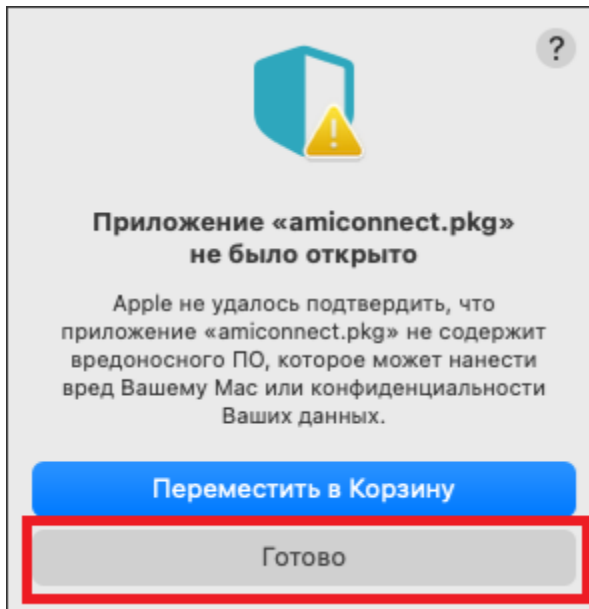 ?
Приложение «amiconnect.pkg»
не было открыто
Apple не удалось подтвердить, что
приложение «amiconnect.pkg» не содержит
вредоносного ПО, которое может нанести
вред Вашему Mac или конфиденциальности
Ваших данных.
Переместить в Корзину
Готово